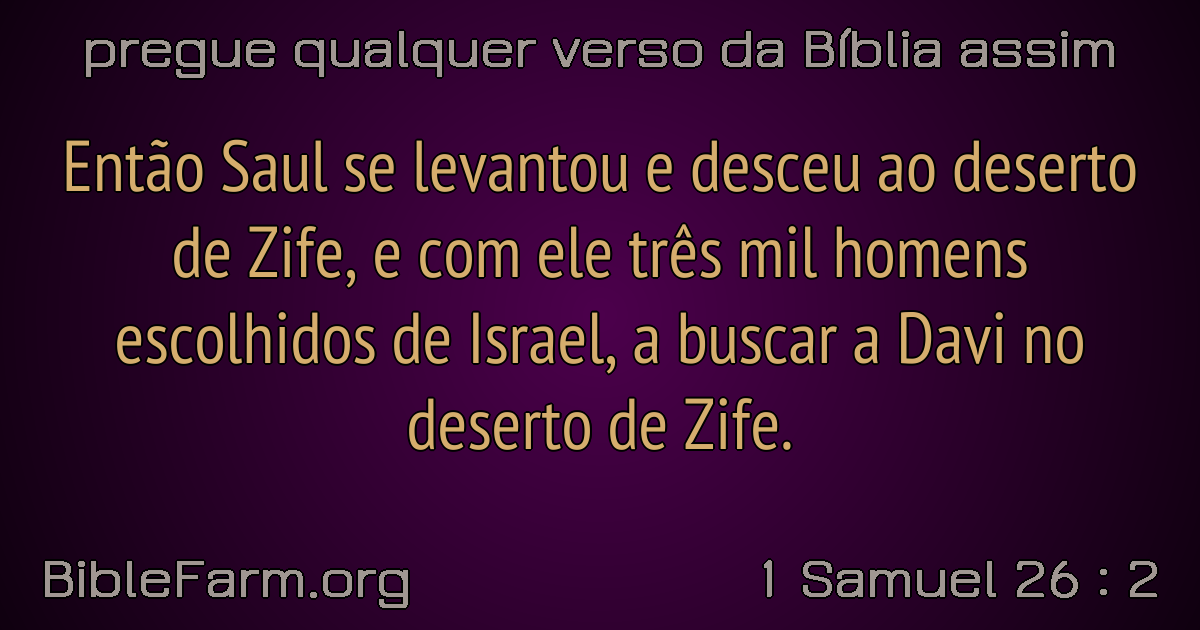 pregue qualquer verso da Bíblia assim
Então Saul se levantou e desceu ao deserto
de Zife, e com ele três mil homens
escolhidos de Israel, a buscar a Davi no
deserto de Zife.
BibleFarm.org
1 Samuel 26 : 2